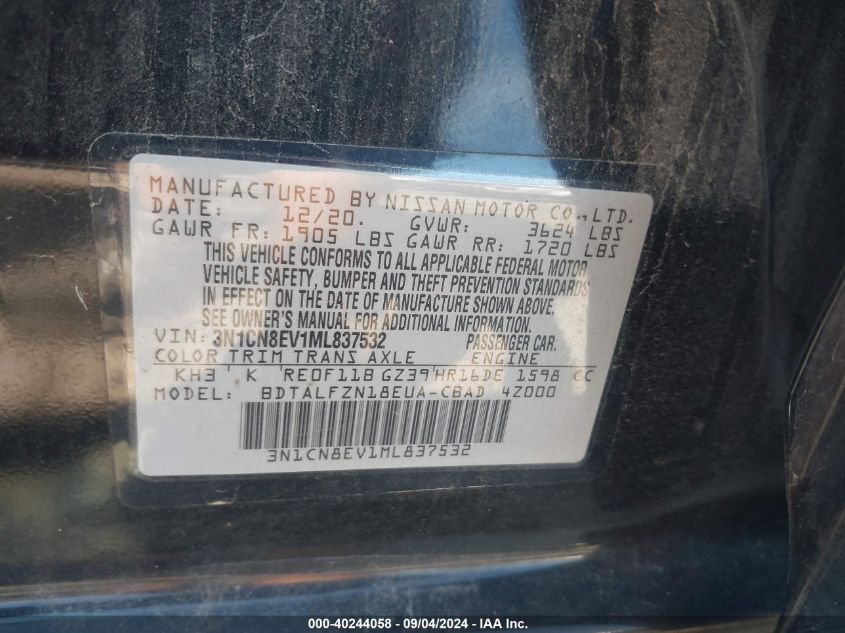 MANUFACTURED BY NISSAN MOTOR CO.,LTD.
DATE: 12/20. GVWR: 3624 LBS
GAWR FR: 1905 LBS GAWR RR: 1720 LBS
THIS VEHICLE CONFORMS TO ALL APPLICABLE FEDERAL MOTOR
VEHICLE SAFETY, BUMPER AND THEFT PREVENTION STANDARDS
IN EFFECT ON THE DATE OF MANUFACTURE SHOWN ABOVE.
SEE OWNER'S MANUAL FOR ADDITIONAL INFORMATION.
VIN: 3N1CN8EV1ML837532 PASSENGER CAR.
COLOR TRIM TRANS AXLE ENGINE
KH3 K RE0F11B GZ39 HR16DE 1598 CC
MODEL: BDTALFZN18EUA-CBAD 4Z000
3N1CN8EV1ML837532
000-40244058 - 09/04/2024 - IAA Inc.